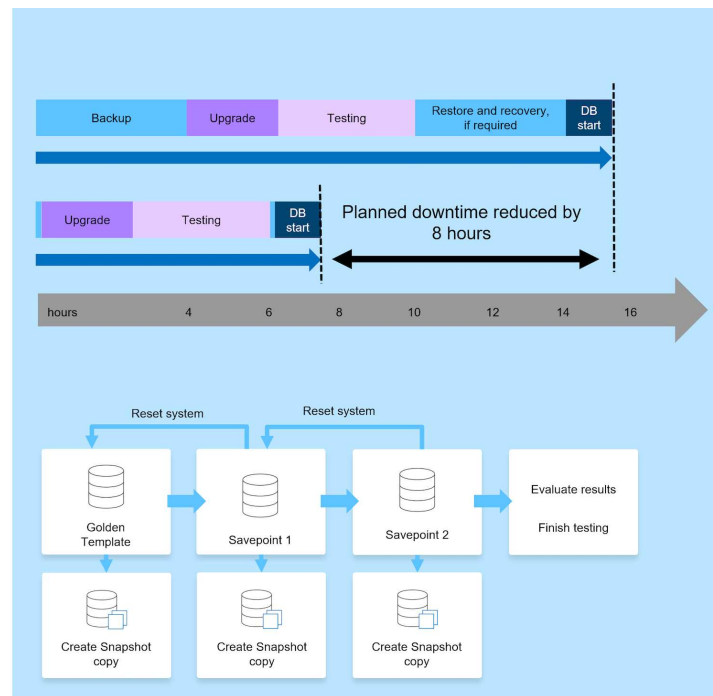 Backup
Upgrade
Testing
Restore and recovery,
if required
DB
start
Upgrade
Testing
DB
start
Planned downtime reduced by
8 hours
hours 4 6 8 10 12 14 16
Reset system
Reset system
Golden
Template
Savepoint 1
Savepoint 2
Evaluate results
Finish testing
Create Snapshot
copy
Create Snapshot
copy
Create Snapshot
copy